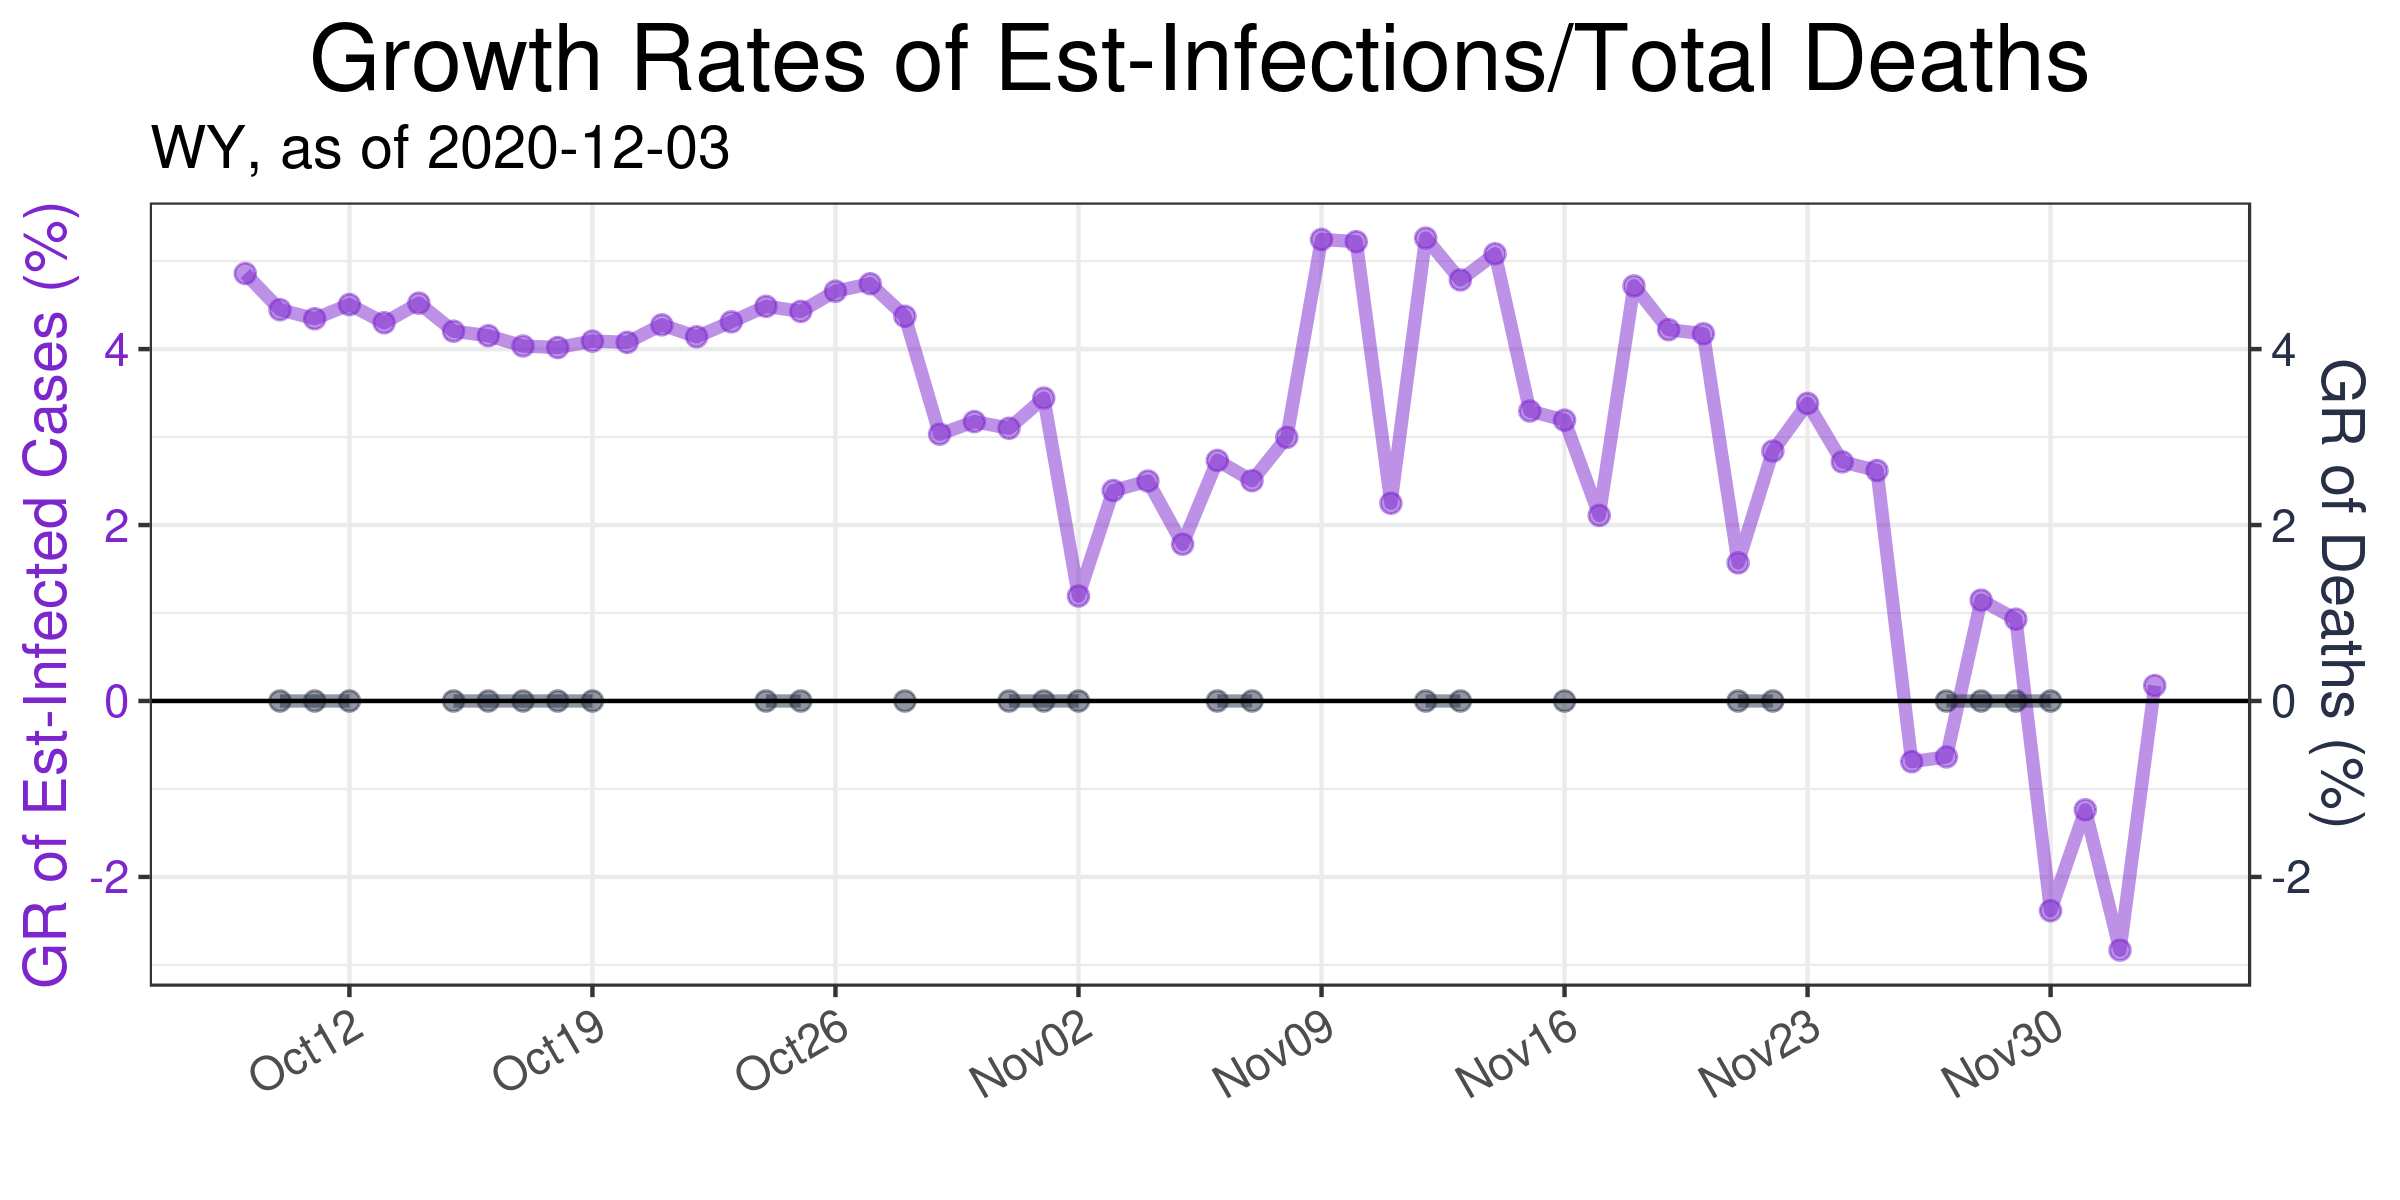 Growth Rates of Est-Infections/Total Deaths
WY, as of 2020-12-03
GR of Est-Infected Cases (%)
4
2
0
-2
4
2
0
-2
GR of Deaths (%)
Oct12
Oct19
Oct26
Nov02
Nov09
Nov16
Nov23
Nov30